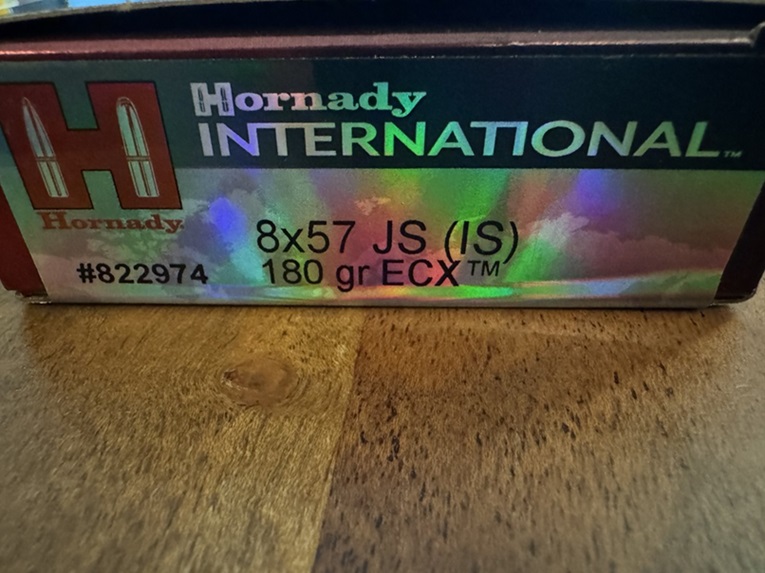 Hornady
INTERNATIONAL™
Hornady
8x57 JS (IS)
#822974 180 gr ECX™